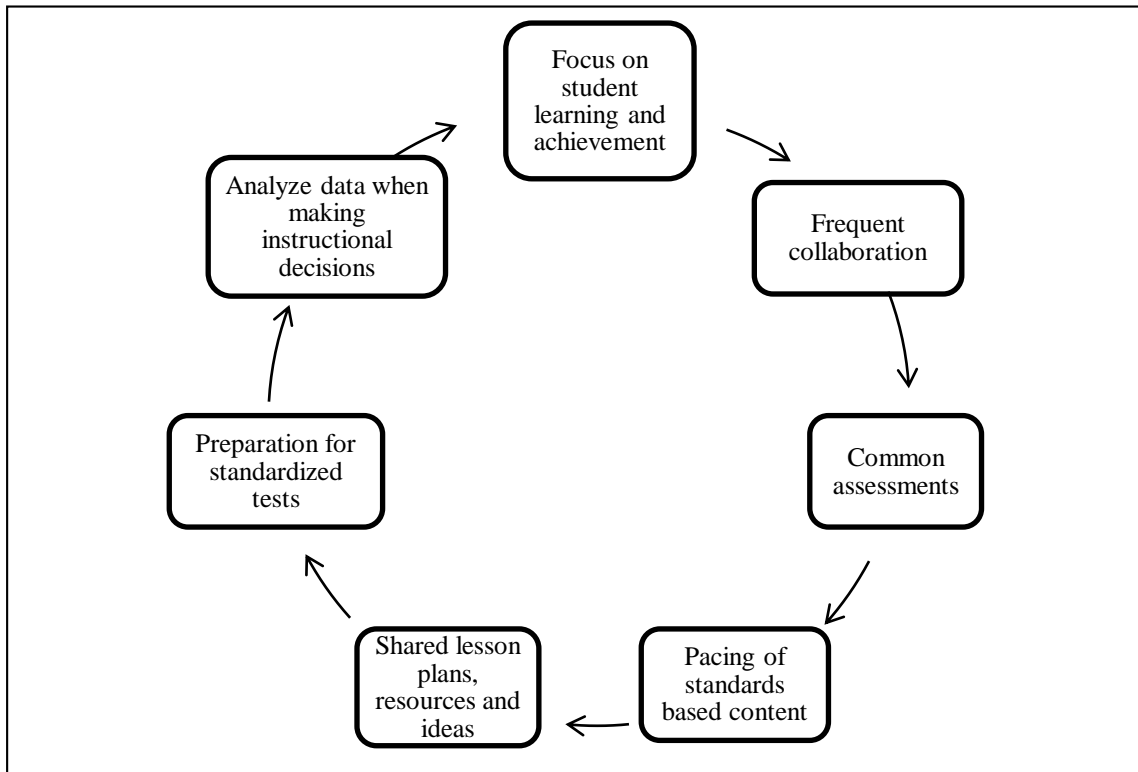 Focus on
student
learning and
achievement
Frequent
collaboration
Common
assessments
Pacing of
standards
based content
Shared lesson
plans,
resources and
ideas
Preparation for
standardized
tests
Analyze data when
making
instructional
decisions